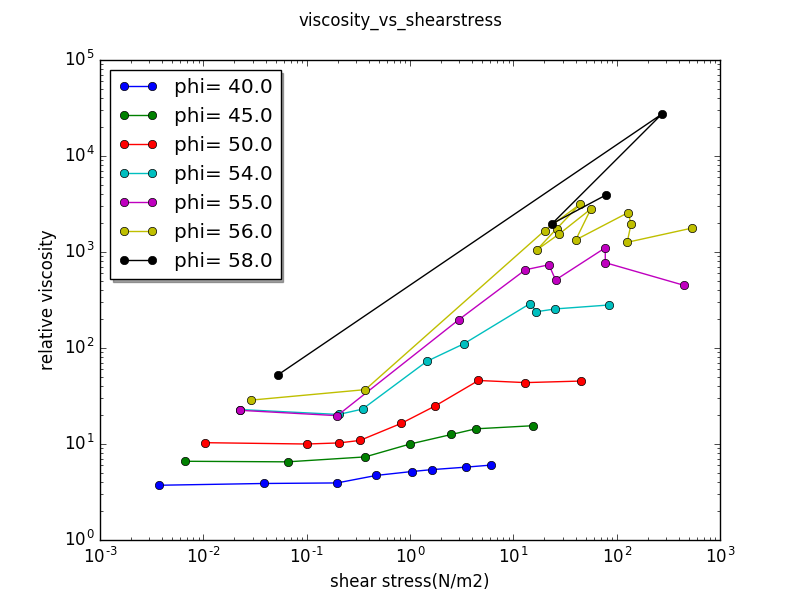 viscosity_vs_shearstress
10^5
10^4
10^3
10^2
10^1
10^0
relative viscosity
phi= 40.0
phi= 45.0
phi= 50.0
phi= 54.0
phi= 55.0
phi= 56.0
phi= 58.0
10^-3 10^-2 10^-1 10^0 10^1 10^2 10^3
shear stress(N/m2)